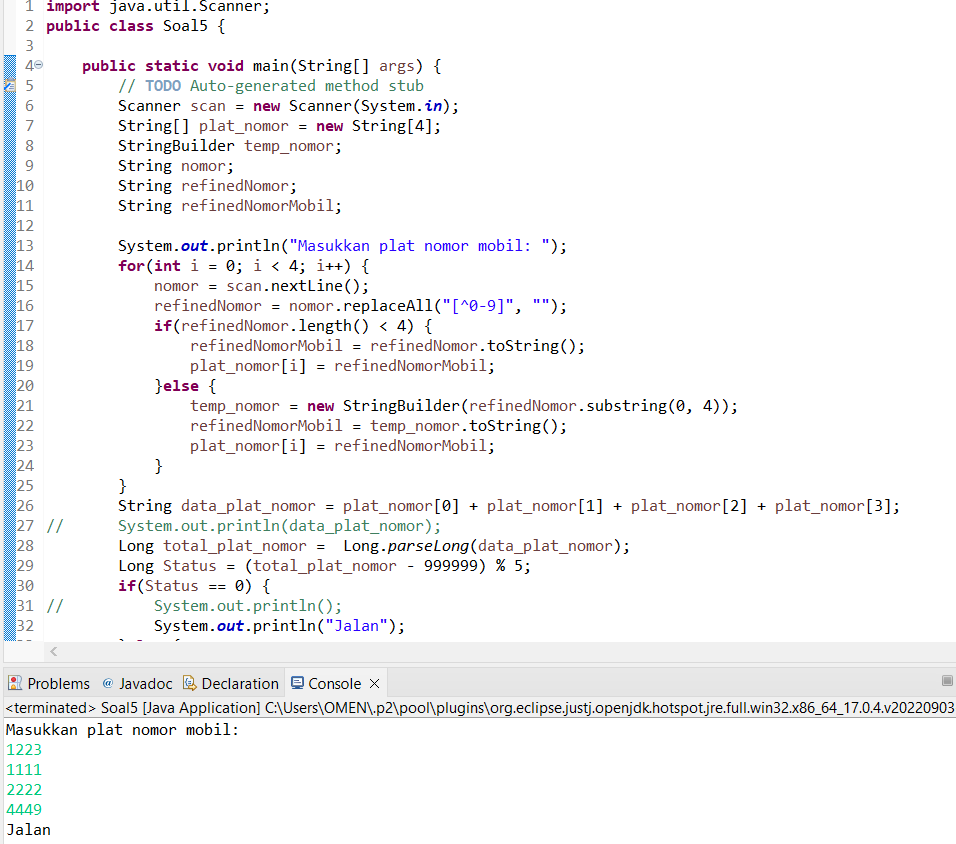 1 import java.util.Scanner;
2 public class Soal5 {
3
4 public static void main(String[] args) {
5 // TODO Auto-generated method stub
6 Scanner scan = new Scanner(System.in);
7 String[] plat_nomor = new String[4];
8 StringBuilder temp_nomor;
9 String nomor;
10 String refinedNomor;
11 String refinedNomorMobil;
12
13 System.out.println("Masukkan plat nomor mobil: ");
14 for(int i = 0; i < 4; i++) {
15 nomor = scan.nextLine();
16 refinedNomor = nomor.replaceAll("[^0-9]", "");
17 if(refinedNomor.length() < 4) {
18 refinedNomorMobil = refinedNomor.toString();
19 plat_nomor[i] = refinedNomorMobil;
20 }else {
21 temp_nomor = new StringBuilder(refinedNomor.substring(0, 4));
22 refinedNomorMobil = temp_nomor.toString();
23 plat_nomor[i] = refinedNomorMobil;
24 }
25 }
26 String data_plat_nomor = plat_nomor[0] + plat_nomor[1] + plat_nomor[2] + plat_nomor[3];
27 // System.out.println(data_plat_nomor);
28 Long total_plat_nomor = Long.parseLong(data_plat_nomor);
29 Long Status = (total_plat_nomor - 999999) % 5;
30 if(Status == 0) {
31 // System.out.println();
32 System.out.println("Jalan");
Problems @ Javadoc Declaration Console
<terminated> Soal5 [Java Application] C:\Users\OMEN\.p2\pool\plugins\org.eclipse.justj.openjdk.hotspot.jre.full.win32.x86_64_17.0.4.v20220903
Masukkan plat nomor mobil:
1223
1111
2222
4449
Jalan